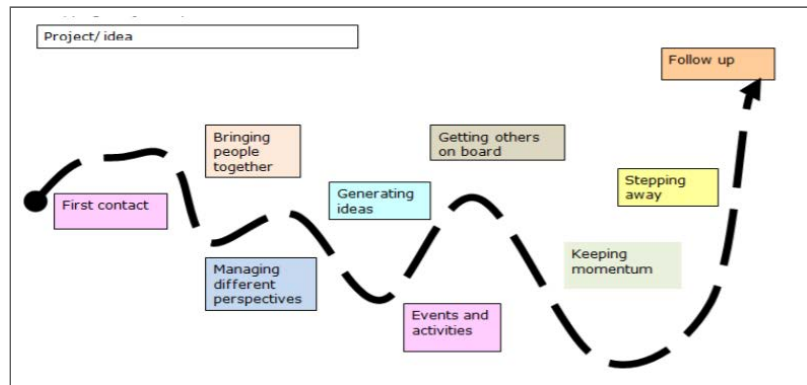 Project/ idea
Follow up
Bringing
people
together
Getting others
on board
First contact
Generating
ideas
Stepping
away
Managing
different
perspectives
Keeping
momentum
Events and
activities